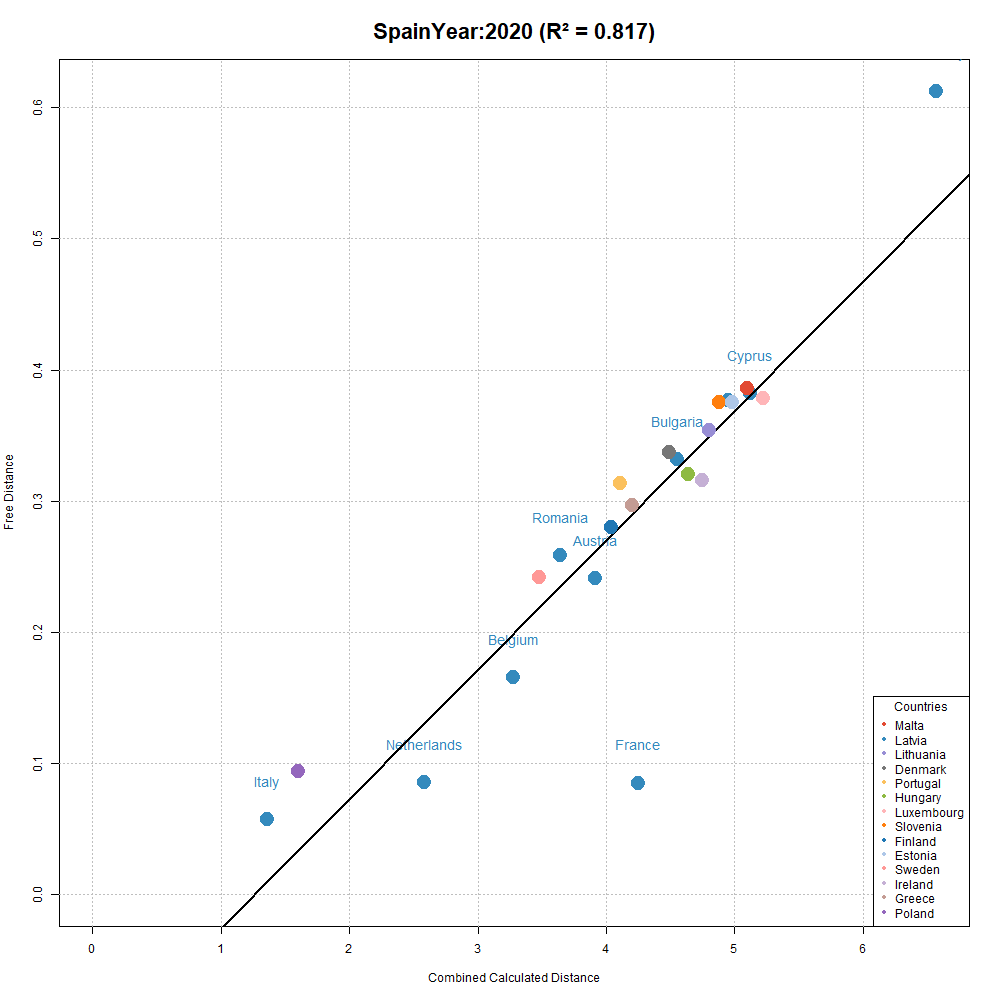 SpainYear:2020 (R² = 0.817)
0.6
0.5
0.4
0.3
0.2
0.1
0.0
Free Distance
Cyprus
Bulgaria
Romania
Austria
Belgium
Netherlands
France
Italy
Countries
Malta
Latvia
Lithuania
Denmark
Portugal
Hungary
Luxembourg
Slovenia
Finland
Estonia
Sweden
Ireland
Greece
Poland
0 1 2 3 4 5 6
Combined Calculated Distance